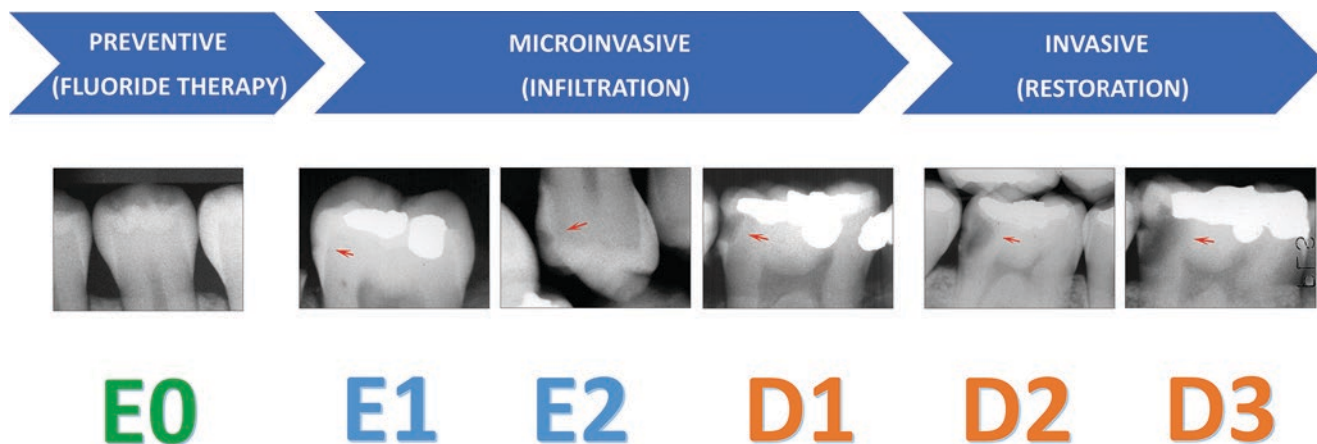 PREVENTIVE
(FLUORIDE THERAPY)
MICROINVASIVE
(INFILTRATION)
INVASIVE
(RESTORATION)
E0
E1
E2
D1
D2
D3